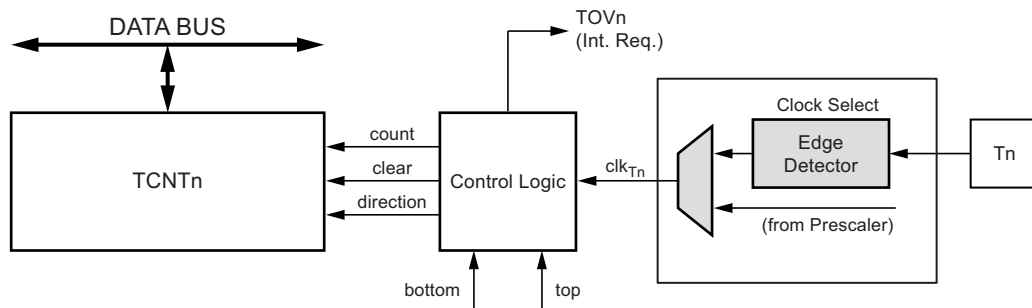 DATA BUS
TOVn
(Int. Req.)
Clock Select
count
Edge
Detector
Tn
TCNTn
clear
Control Logic
clkTn
direction
(from Prescaler)
bottom
top